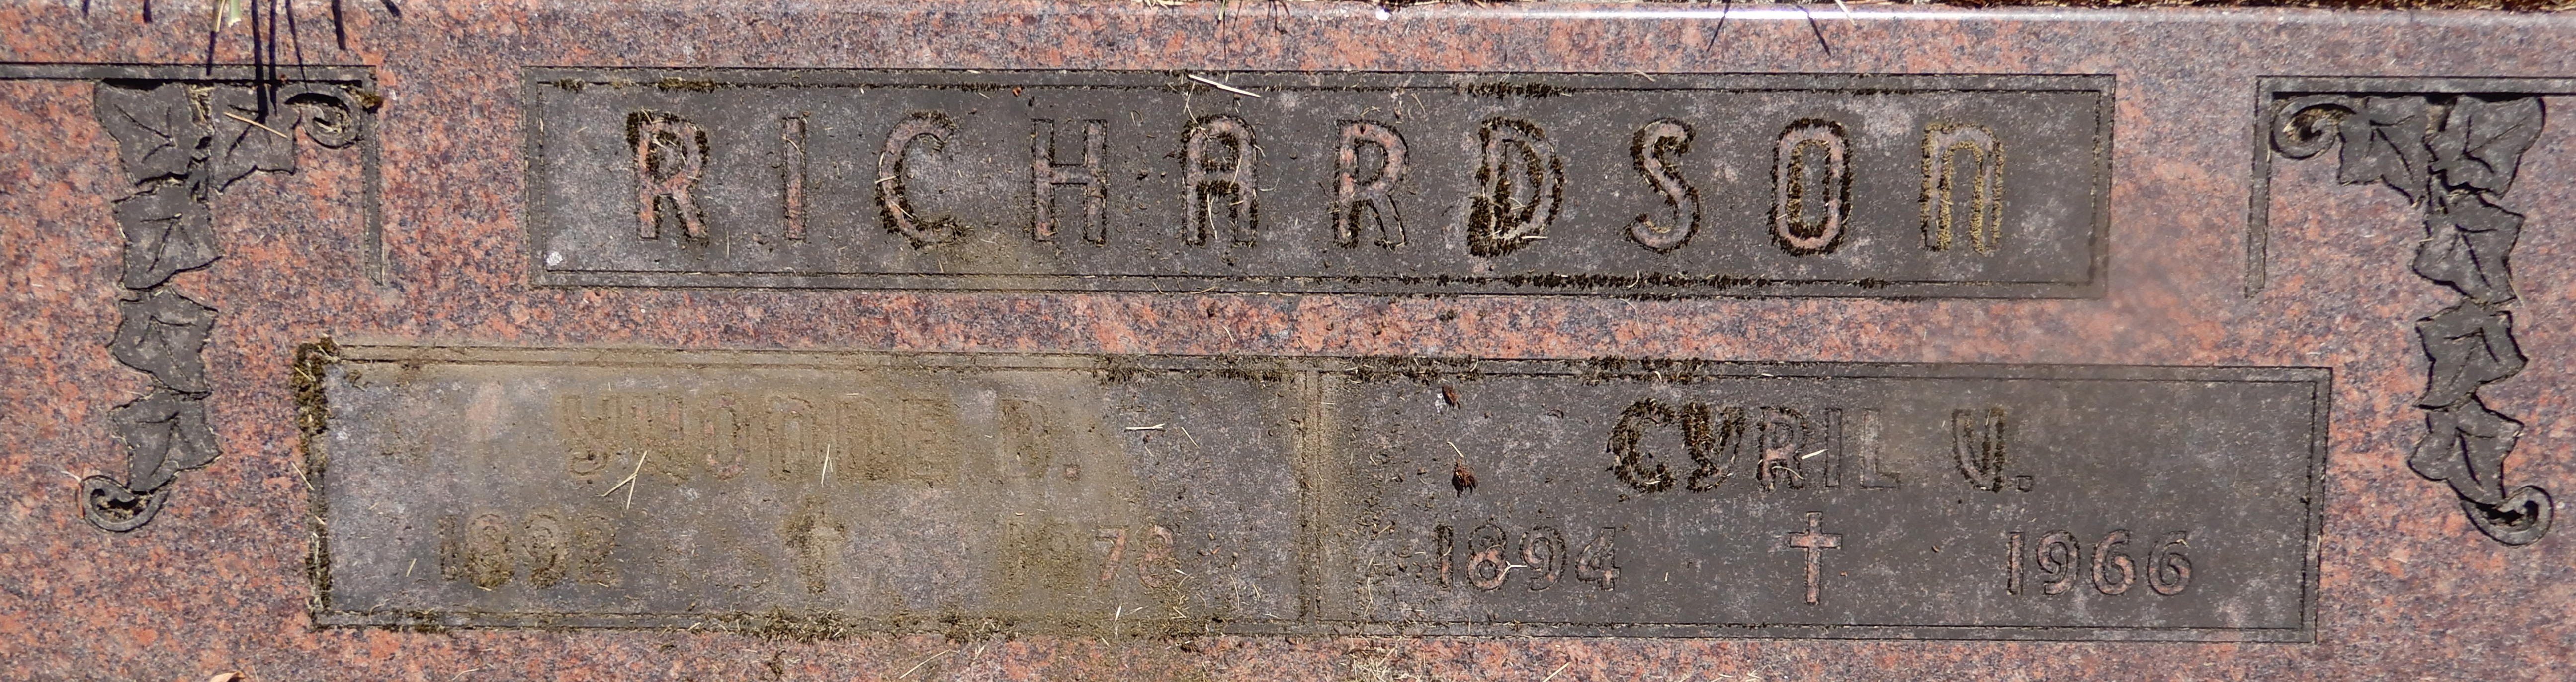 RICHARDSON
YVONNE B.
1892 1978
CYRIL V.
1894 1966